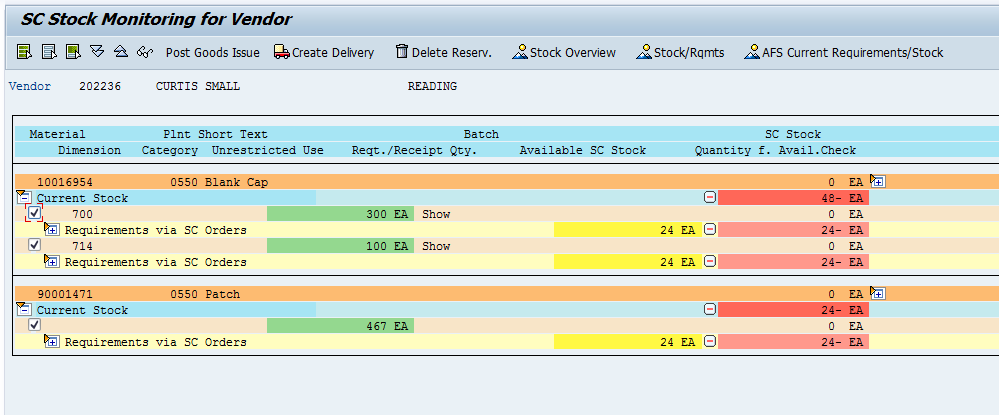 SC Stock Monitoring for Vendor
Post Goods Issue Create Delivery Delete Reserv. Stock Overview Stock/Rqmts AFS Current Requirements/Stock
Vendor 202236 CURTIS SMALL READING
Material Plnt Short Text Batch SC Stock
Dimension Category Unrestricted Use Reqt./Receipt Qty. Available SC Stock Quantity f. Avail.Check
10016954 0550 Blank Cap 0 EA
Current Stock 48- EA
700 300 EA Show 0 EA
Requirements via SC Orders 24 EA 24- EA
714 100 EA Show 0 EA
Requirements via SC Orders 24 EA 24- EA
90001471 0550 Patch 0 EA
Current Stock 24- EA
467 EA 0 EA
Requirements via SC Orders 24 EA 24- EA